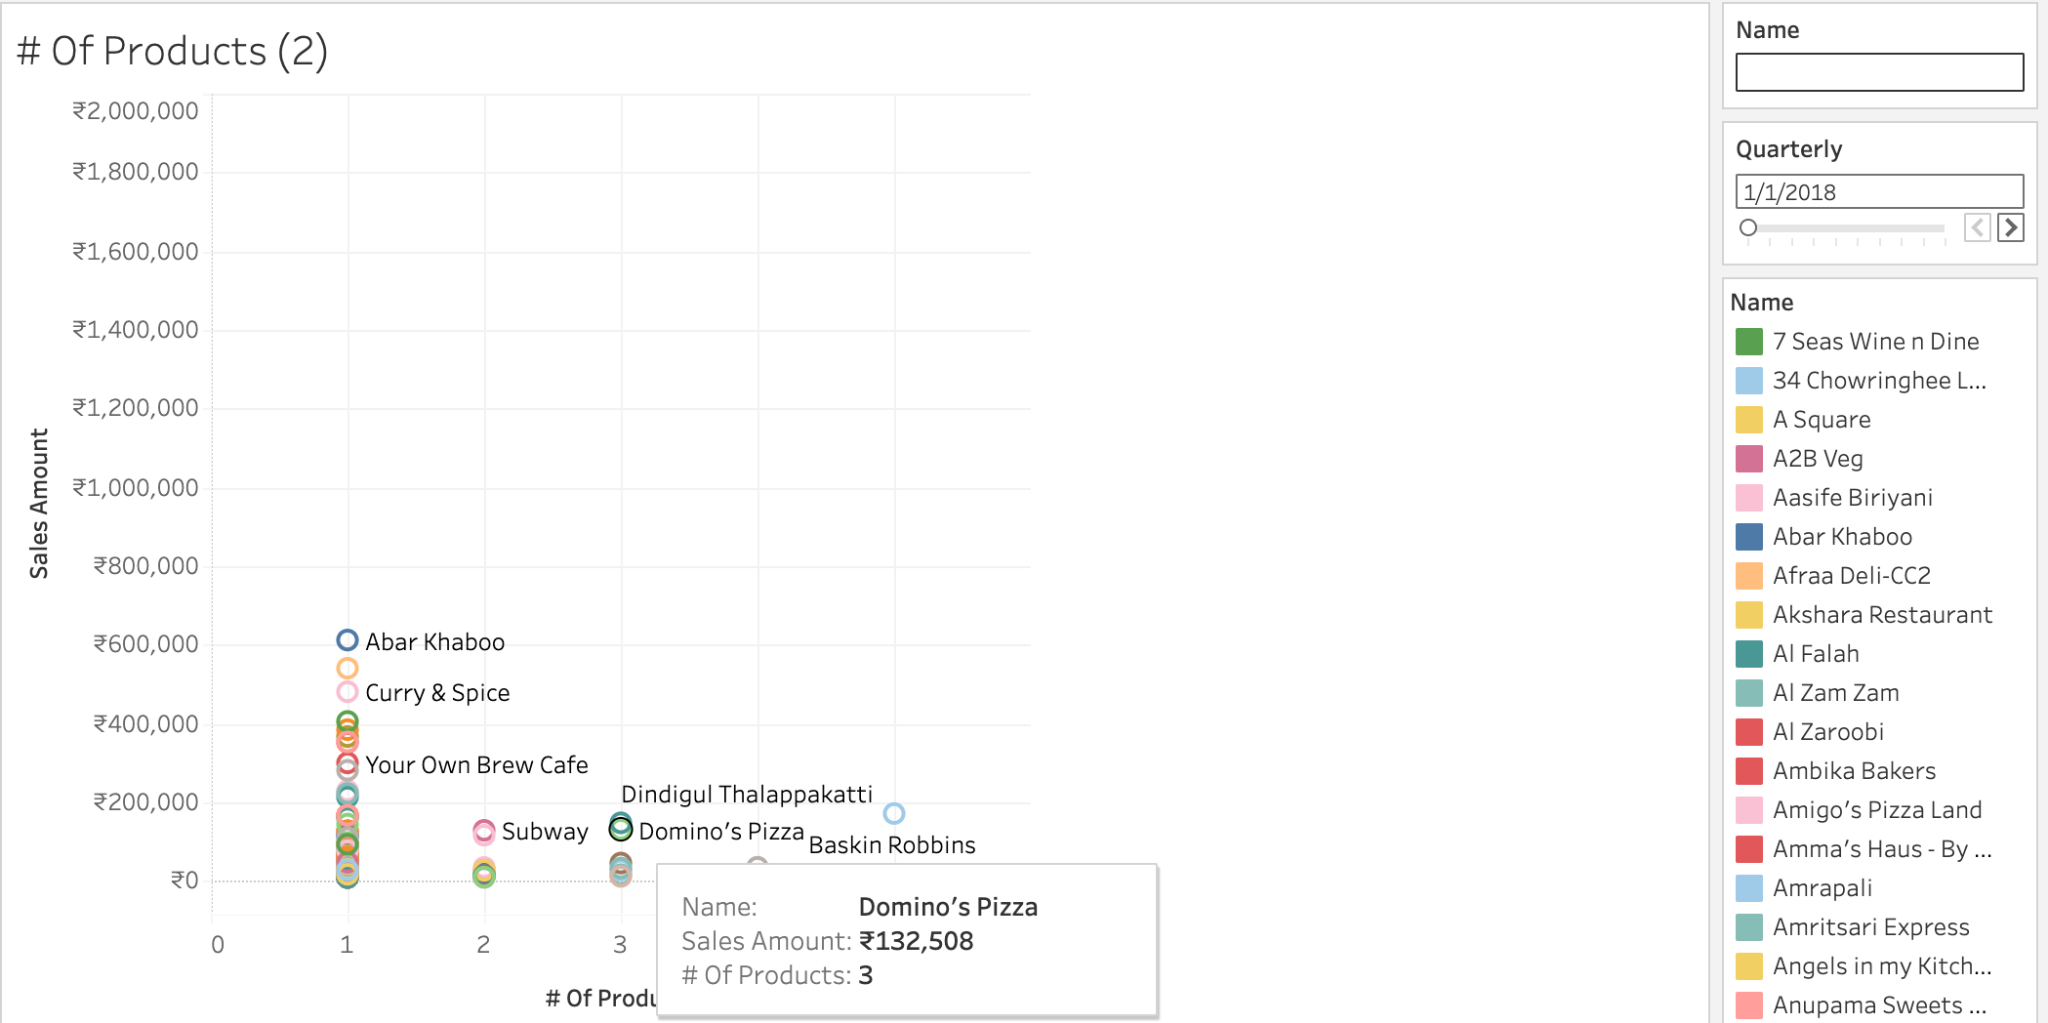 # Of Products (2)
₹2,000,000
₹1,800,000
₹1,600,000
₹1,400,000
₹1,200,000
₹1,000,000
₹800,000
₹600,000
₹400,000
₹200,000
₹0
Sales Amount
Abar Khaboo
Curry & Spice
Your Own Brew Cafe
Dindigul Thalappakatti
Subway
Domino’s Pizza
Baskin Robbins
0 1 2 3
# Of Produ
Name: Domino’s Pizza
Sales Amount: ₹132,508
# Of Products: 3
Name
Quarterly
1/1/2018
Name
7 Seas Wine n Dine
34 Chowringhee L...
A Square
A2B Veg
Aasife Biriyani
Abar Khaboo
Afraa Deli-CC2
Akshara Restaurant
Al Falah
Al Zam Zam
Al Zaroobi
Ambika Bakers
Amigo’s Pizza Land
Amma’s Haus - By ...
Amrapali
Amritsari Express
Angels in my Kitch...
Anupama Sweets ...